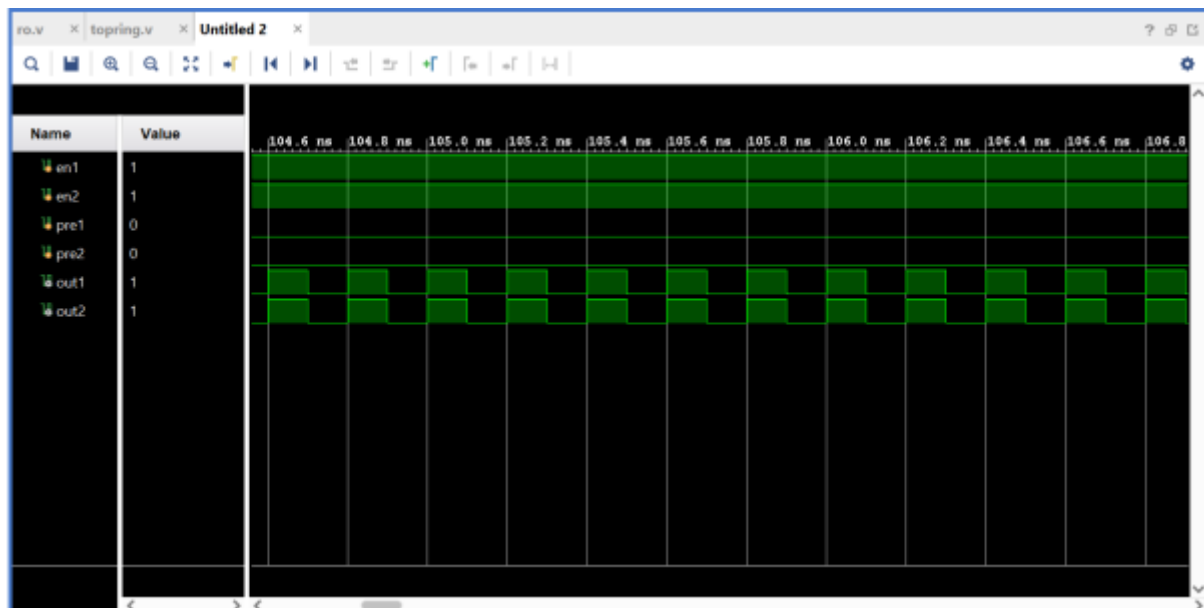 ro.v × topring.v × Untitled 2 × ?
Name Value
104.6 ns 104.8 ns 105.0 ns 105.2 ns 105.4 ns 105.6 ns 105.8 ns 106.0 ns 106.2 ns 106.4 ns 106.6 ns 106.8
en1 1
en2 1
pre1 0
pre2 0
out1 1
out2 1